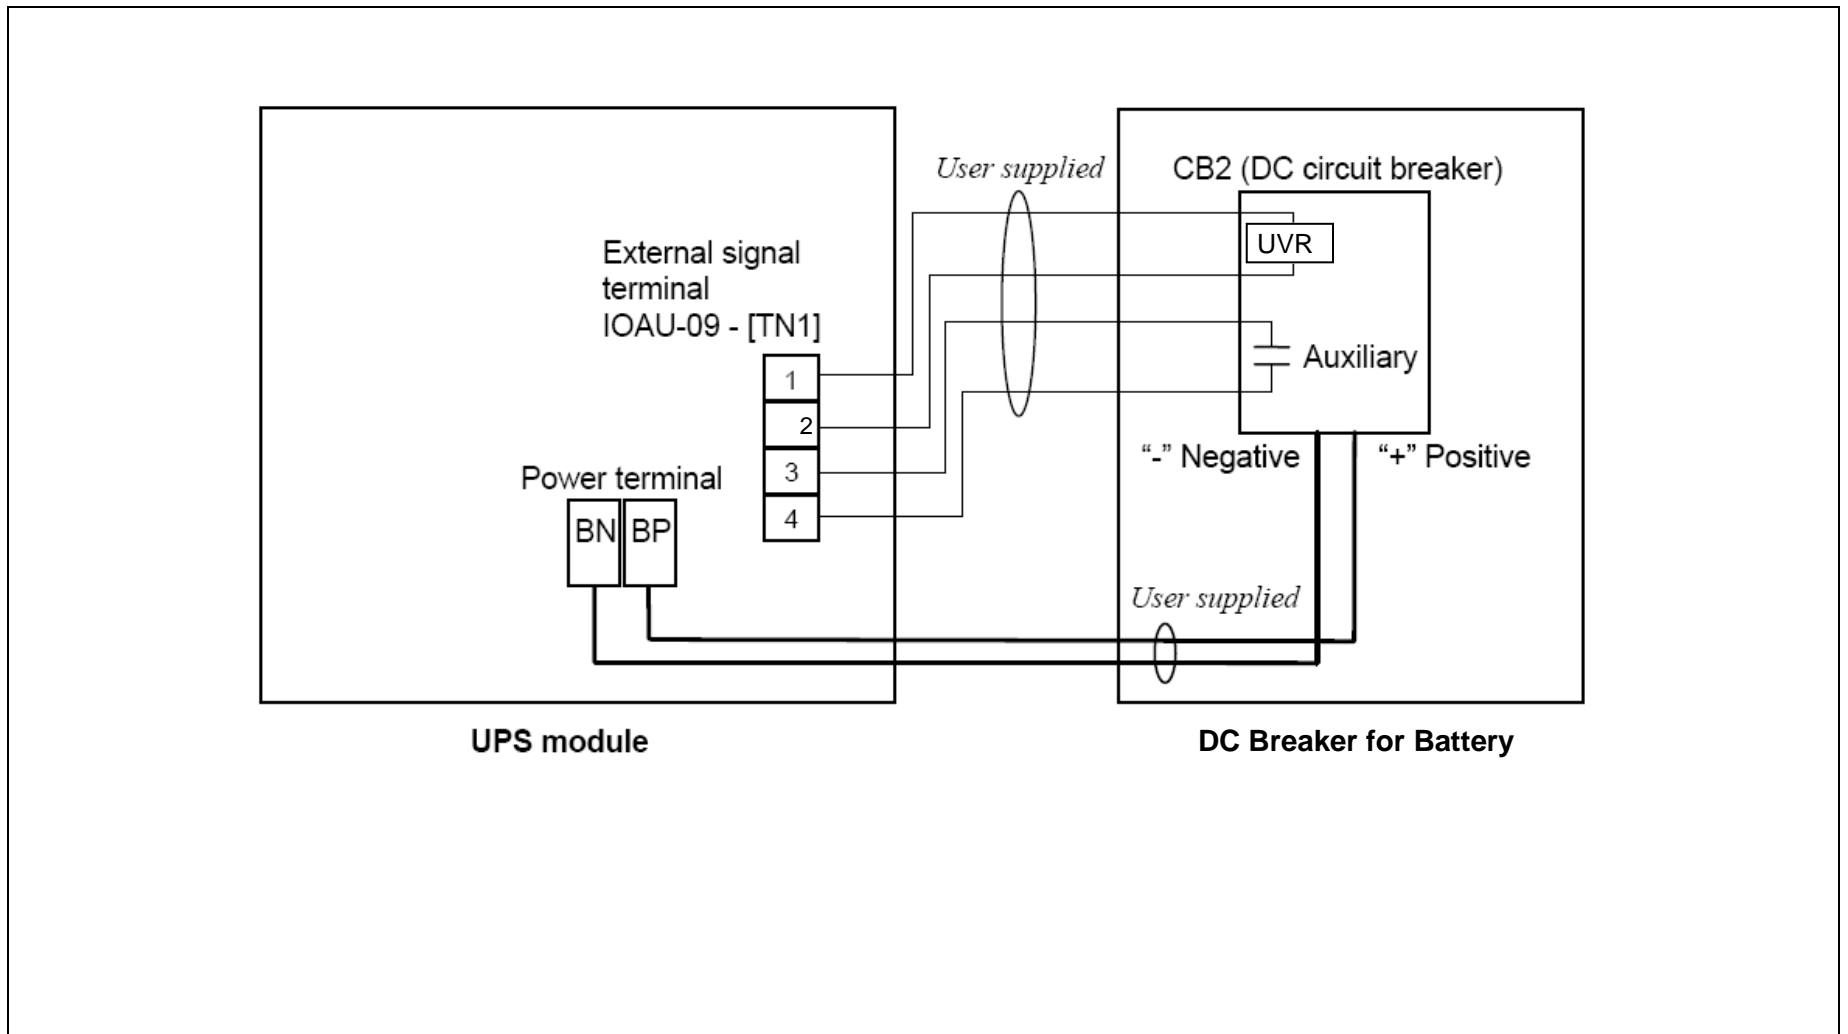 User supplied
CB2 (DC circuit breaker)
UVR
External signal
terminal
IOAU-09 - [TN1]
1
2
3
4
Auxiliary
"-" Negative
"+" Positive
Power terminal
BN
BP
User supplied
UPS module
DC Breaker for Battery